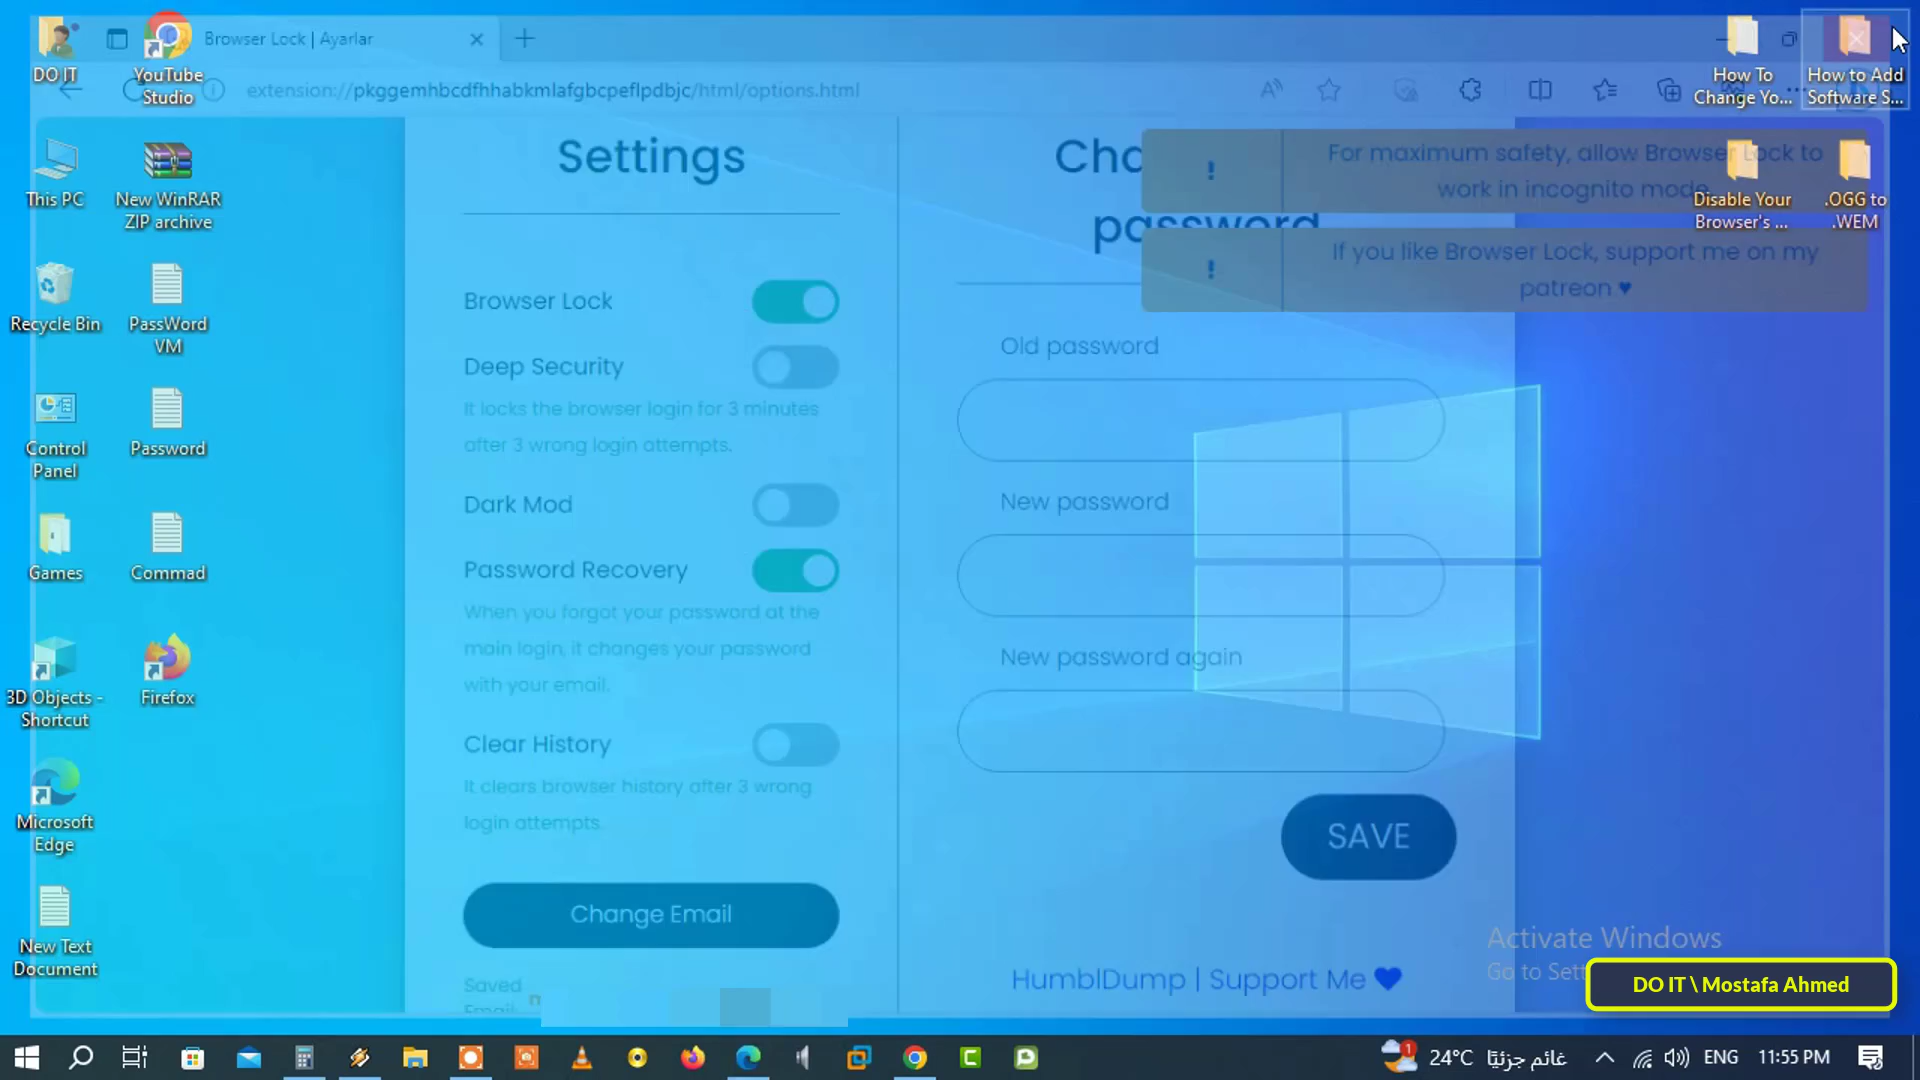 DO IT
YouTube
Studio
This PC
New WinRAR
ZIP archive
Recycle Bin
PassWord
VM
Control
Panel
Password
Games
Commad
3D Objects -
Shortcut
Firefox
Microsoft
Edge
New Text
Document
Browser Lock | Ayarlar
extension://pkggemhbcdfhhabkmlafgbcpeflpdbjc/html/options.html
How To
Change Yo...
How to Add
Software S...
Disable Your
Browser's ...
.OGG to
.WEM
Settings
Browser Lock
Deep Security
It locks the browser login for 3 minutes
after 3 wrong login attempts.
Dark Mod
Password Recovery
When you forgot your password at the
main login, it changes your password
with your email.
Clear History
It clears browser history after 3 wrong
login attempts.
Change Email
Saved
Email
password
! For maximum safety, allow Browser Lock to
work in incognito mode
! If you like Browser Lock, support me on my
patreon ♥
Old password
New password
New password again
SAVE
HumblDump | Support Me
Activate Windows
Go to Sett
DO IT \ Mostafa Ahmed
1
24°C غائم جزئيًا
ENG
11:55 PM